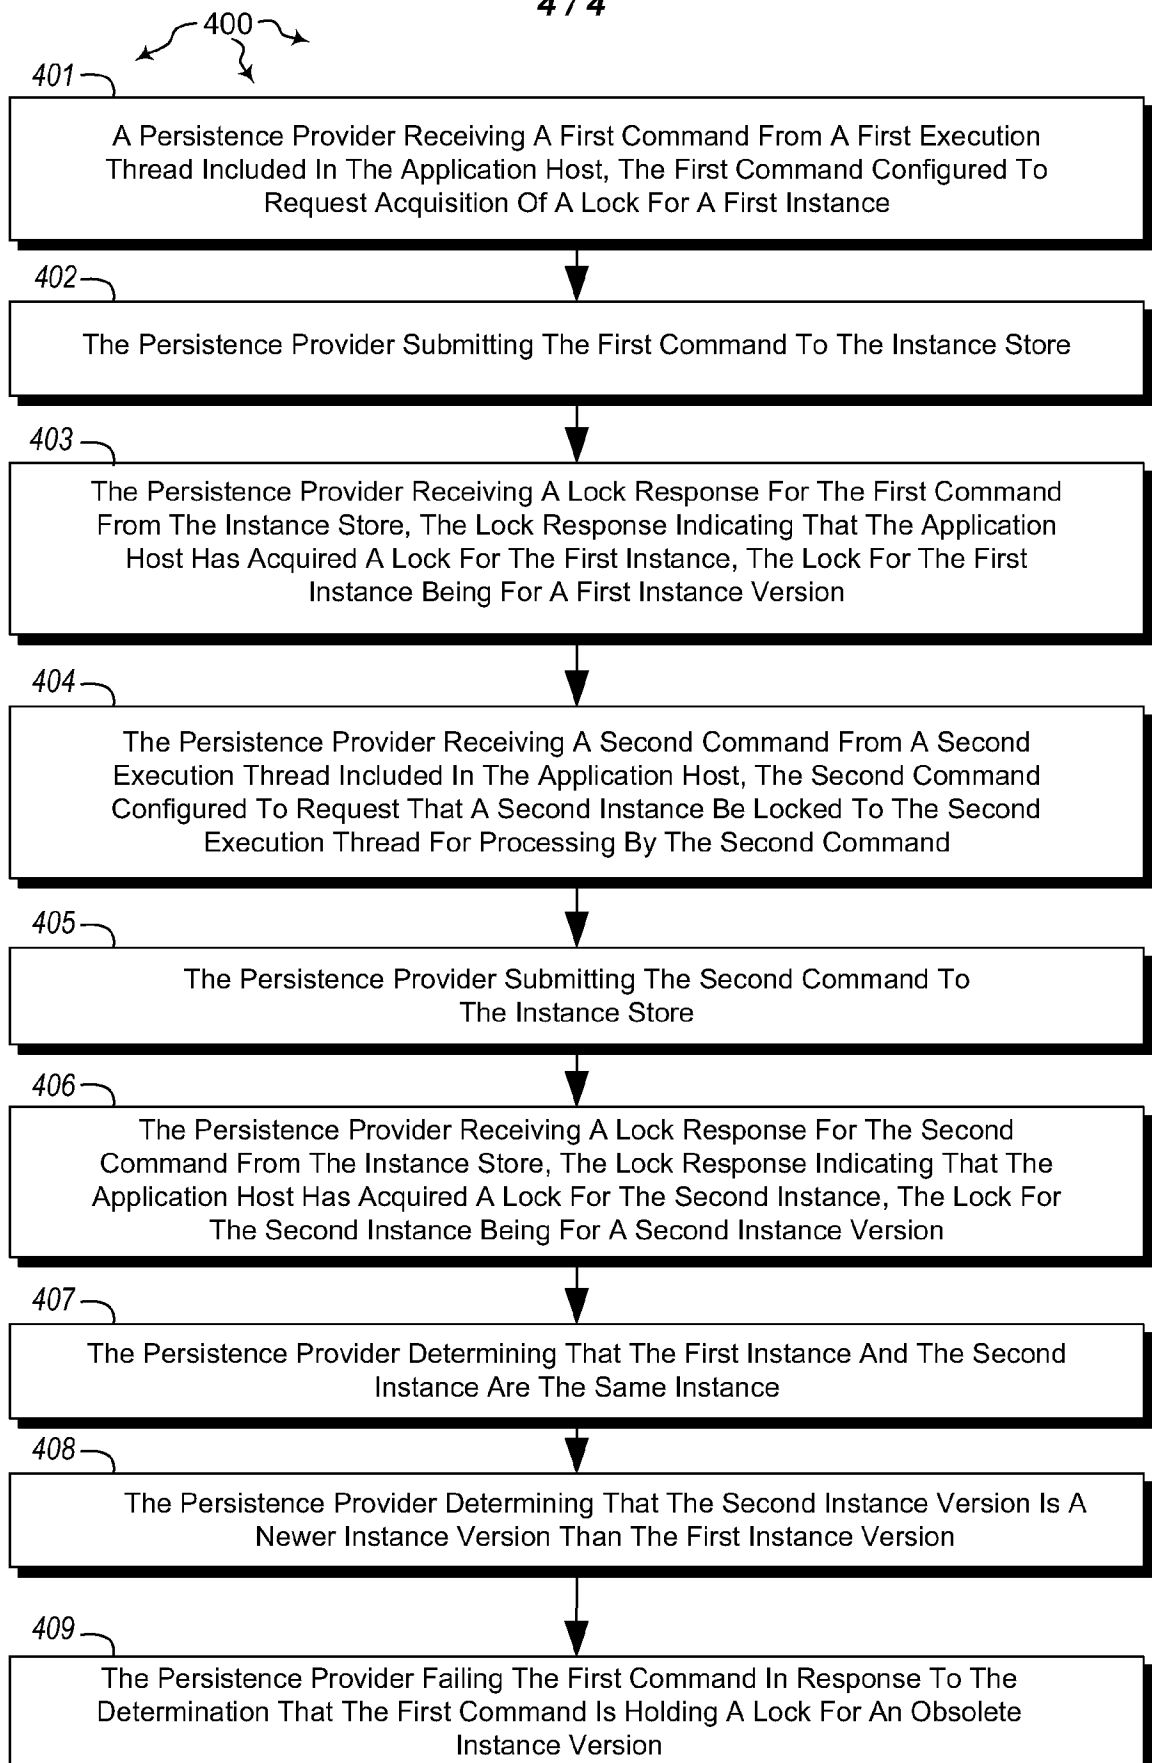 4 / 4
400
401
A Persistence Provider Receiving A First Command From A First Execution
Thread Included In The Application Host, The First Command Configured To
Request Acquisition Of A Lock For A First Instance
402
The Persistence Provider Submitting The First Command To The Instance Store
403
The Persistence Provider Receiving A Lock Response For The First Command
From The Instance Store, The Lock Response Indicating That The Application
Host Has Acquired A Lock For The First Instance, The Lock For The First
Instance Being For A First Instance Version
404
The Persistence Provider Receiving A Second Command From A Second
Execution Thread Included In The Application Host, The Second Command
Configured To Request That A Second Instance Be Locked To The Second
Execution Thread For Processing By The Second Command
405
The Persistence Provider Submitting The Second Command To
The Instance Store
406
The Persistence Provider Receiving A Lock Response For The Second
Command From The Instance Store, The Lock Response Indicating That The
Application Host Has Acquired A Lock For The Second Instance, The Lock For
The Second Instance Being For A Second Instance Version
407
The Persistence Provider Determining That The First Instance And The Second
Instance Are The Same Instance
408
The Persistence Provider Determining That The Second Instance Version Is A
Newer Instance Version Than The First Instance Version
409
The Persistence Provider Failing The First Command In Response To The
Determination That The First Command Is Holding A Lock For An Obsolete
Instance Version